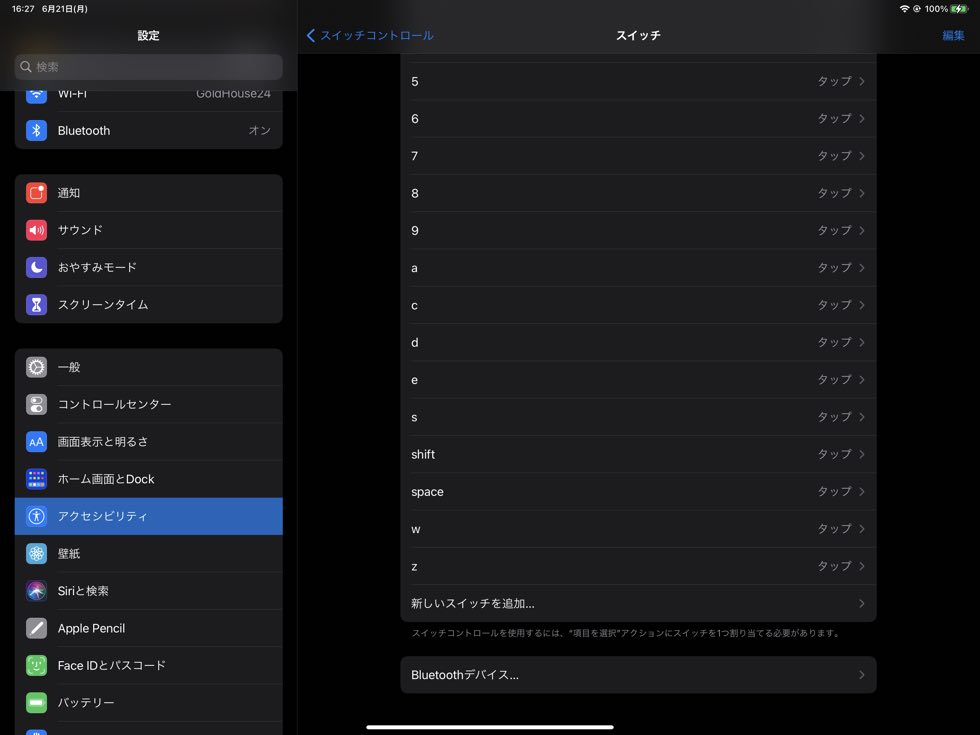 16:27 6月21日(月)
100%
設定
検索
Wi-Fi GoldHouse24
Bluetooth オン
通知
サウンド
おやすみモード
スクリーンタイム
一般
コントロールセンター
AA 画面表示と明るさ
ホーム画面とDock
アクセシビリティ
壁紙
Siriと検索
Apple Pencil
Face IDとパスコード
バッテリー
スイッチコントロール
スイッチ
編集
5 タップ
6 タップ
7 タップ
8 タップ
9 タップ
a タップ
c タップ
d タップ
e タップ
s タップ
shift タップ
space タップ
w タップ
z タップ
新しいスイッチを追加...
スイッチコントロールを使用するには、“項目を選択”アクションにスイッチを1つ割り当てる必要があります。
Bluetoothデバイス...